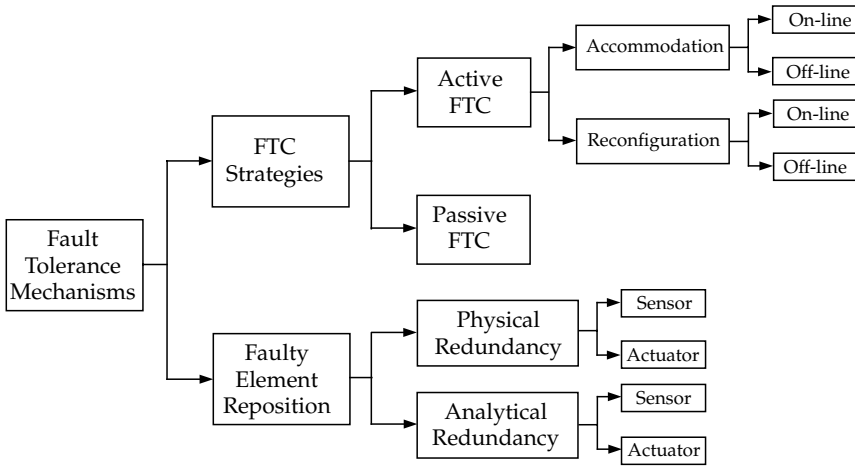 Fault
Tolerance
Mechanisms
FTC
Strategies
Active
FTC
Accommodation
On-line
Off-line
Reconfiguration
On-line
Off-line
Passive
FTC
Faulty
Element
Reposition
Physical
Redundancy
Sensor
Actuator
Analytical
Redundancy
Sensor
Actuator